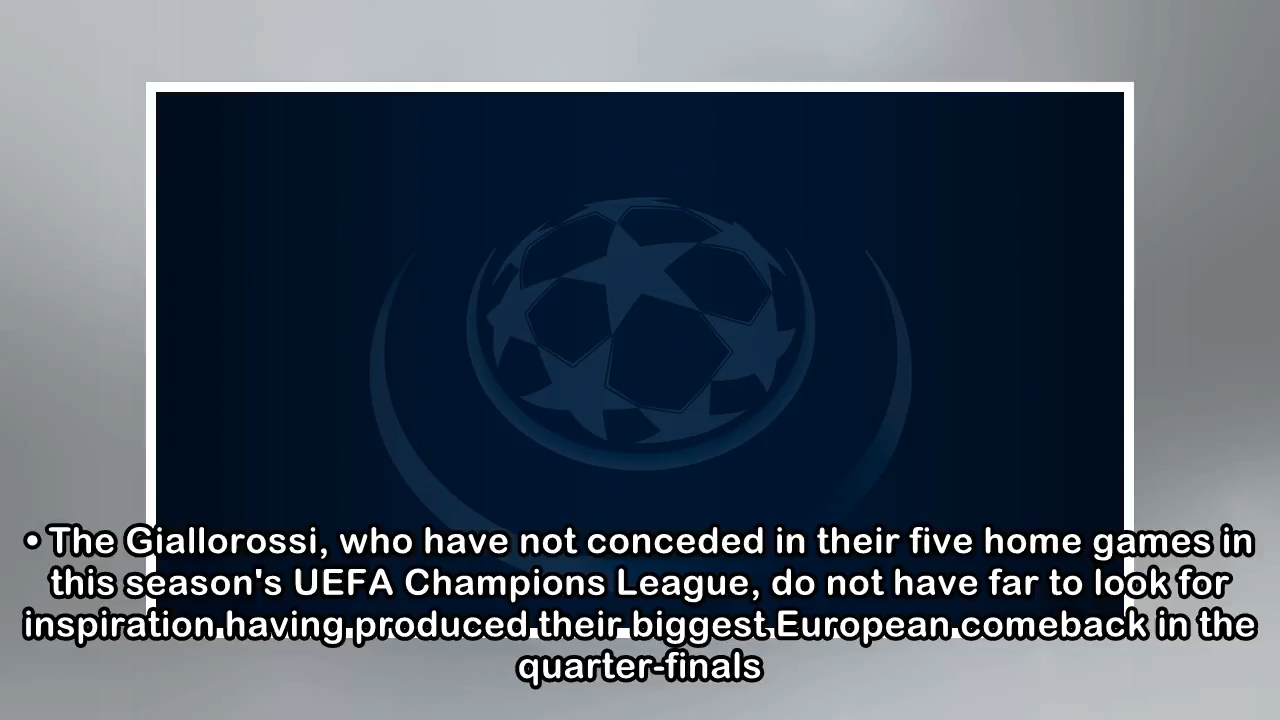 • The Giallorossi, who have not conceded in their five home games in
this season's UEFA Champions League, do not have far to look for
inspiration having produced their biggest European comeback in the
quarter-finals